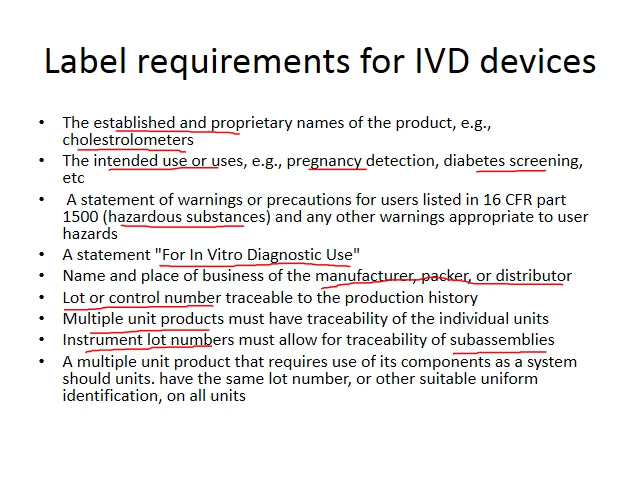 Label requirements for IVD devices
• The established and proprietary names of the product, e.g.,
cholestrolometers
• The intended use or uses, e.g., pregnancy detection, diabetes screening,
etc
• A statement of warnings or precautions for users listed in 16 CFR part
1500 (hazardous substances) and any other warnings appropriate to user
hazards
• A statement "For In Vitro Diagnostic Use"
• Name and place of business of the manufacturer, packer, or distributor
• Lot or control number traceable to the production history
• Multiple unit products must have traceability of the individual units
• Instrument lot numbers must allow for traceability of subassemblies
• A multiple unit product that requires use of its components as a system
should units. have the same lot number, or other suitable uniform
identification, on all units